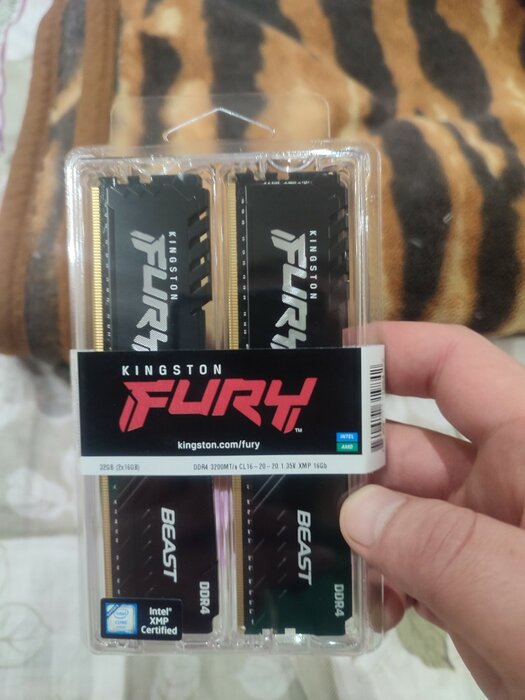 KINGSTON
FURY
KINGSTON
FURY
KINGSTON
FURY™
kingston.com/fury
INTEL
AMD
32GB (2x16GB)
DDR4 3200MT/s CL16-20-20 1.35V XMP 16Gb
BEAST
DDR4
BEAST
DDR4
Intel®
XMP
Certified